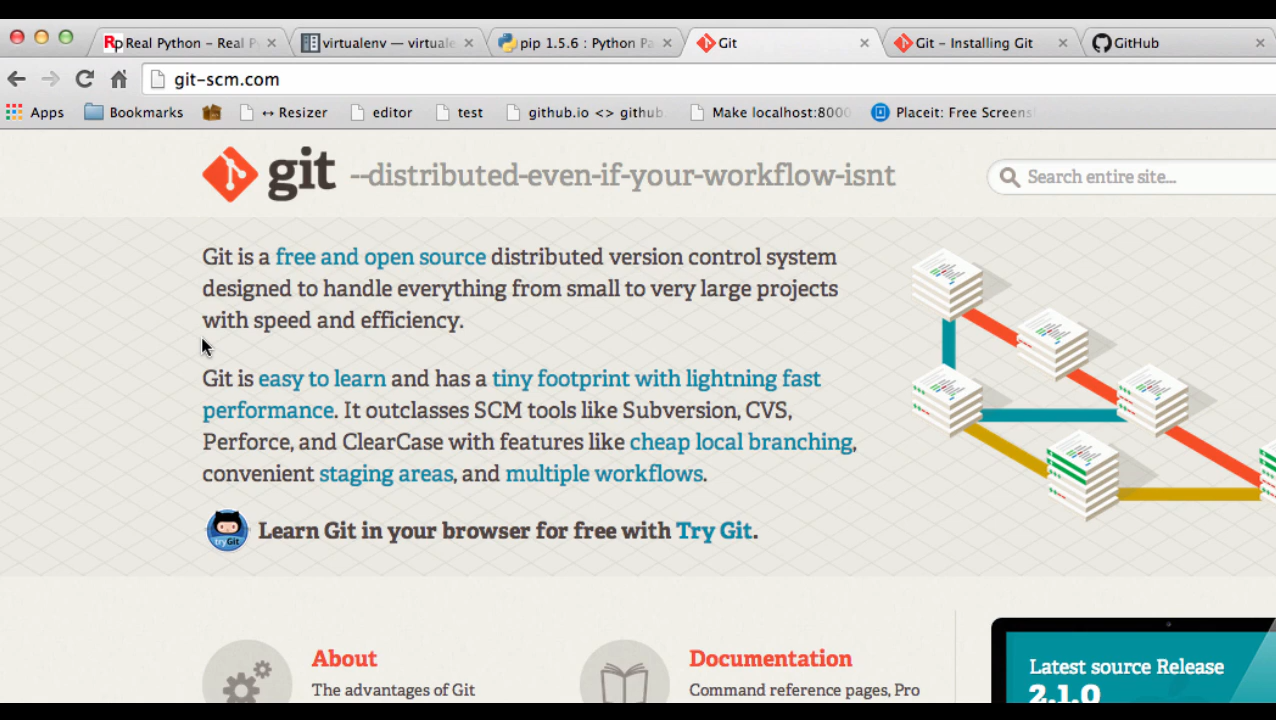 Real Python - Real P
virtualenv — virtuale
pip 1.5.6 : Python Pa
Git
Git - Installing Git
GitHub
git-scm.com
Apps
Bookmarks
↔ Resizer
editor
test
github.io <> github.
Make localhost:8000
Placeit: Free Screens
git --distributed-even-if-your-workflow-isnt
Search entire site...
Git is a free and open source distributed version control system
designed to handle everything from small to very large projects
with speed and efficiency.
Git is easy to learn and has a tiny footprint with lightning fast
performance. It outclasses SCM tools like Subversion, CVS,
Perforce, and ClearCase with features like cheap local branching,
convenient staging areas, and multiple workflows.
tryGit
Learn Git in your browser for free with Try Git.
About
The advantages of Git
Documentation
Command reference pages, Pro
Latest source Release
2.1.0